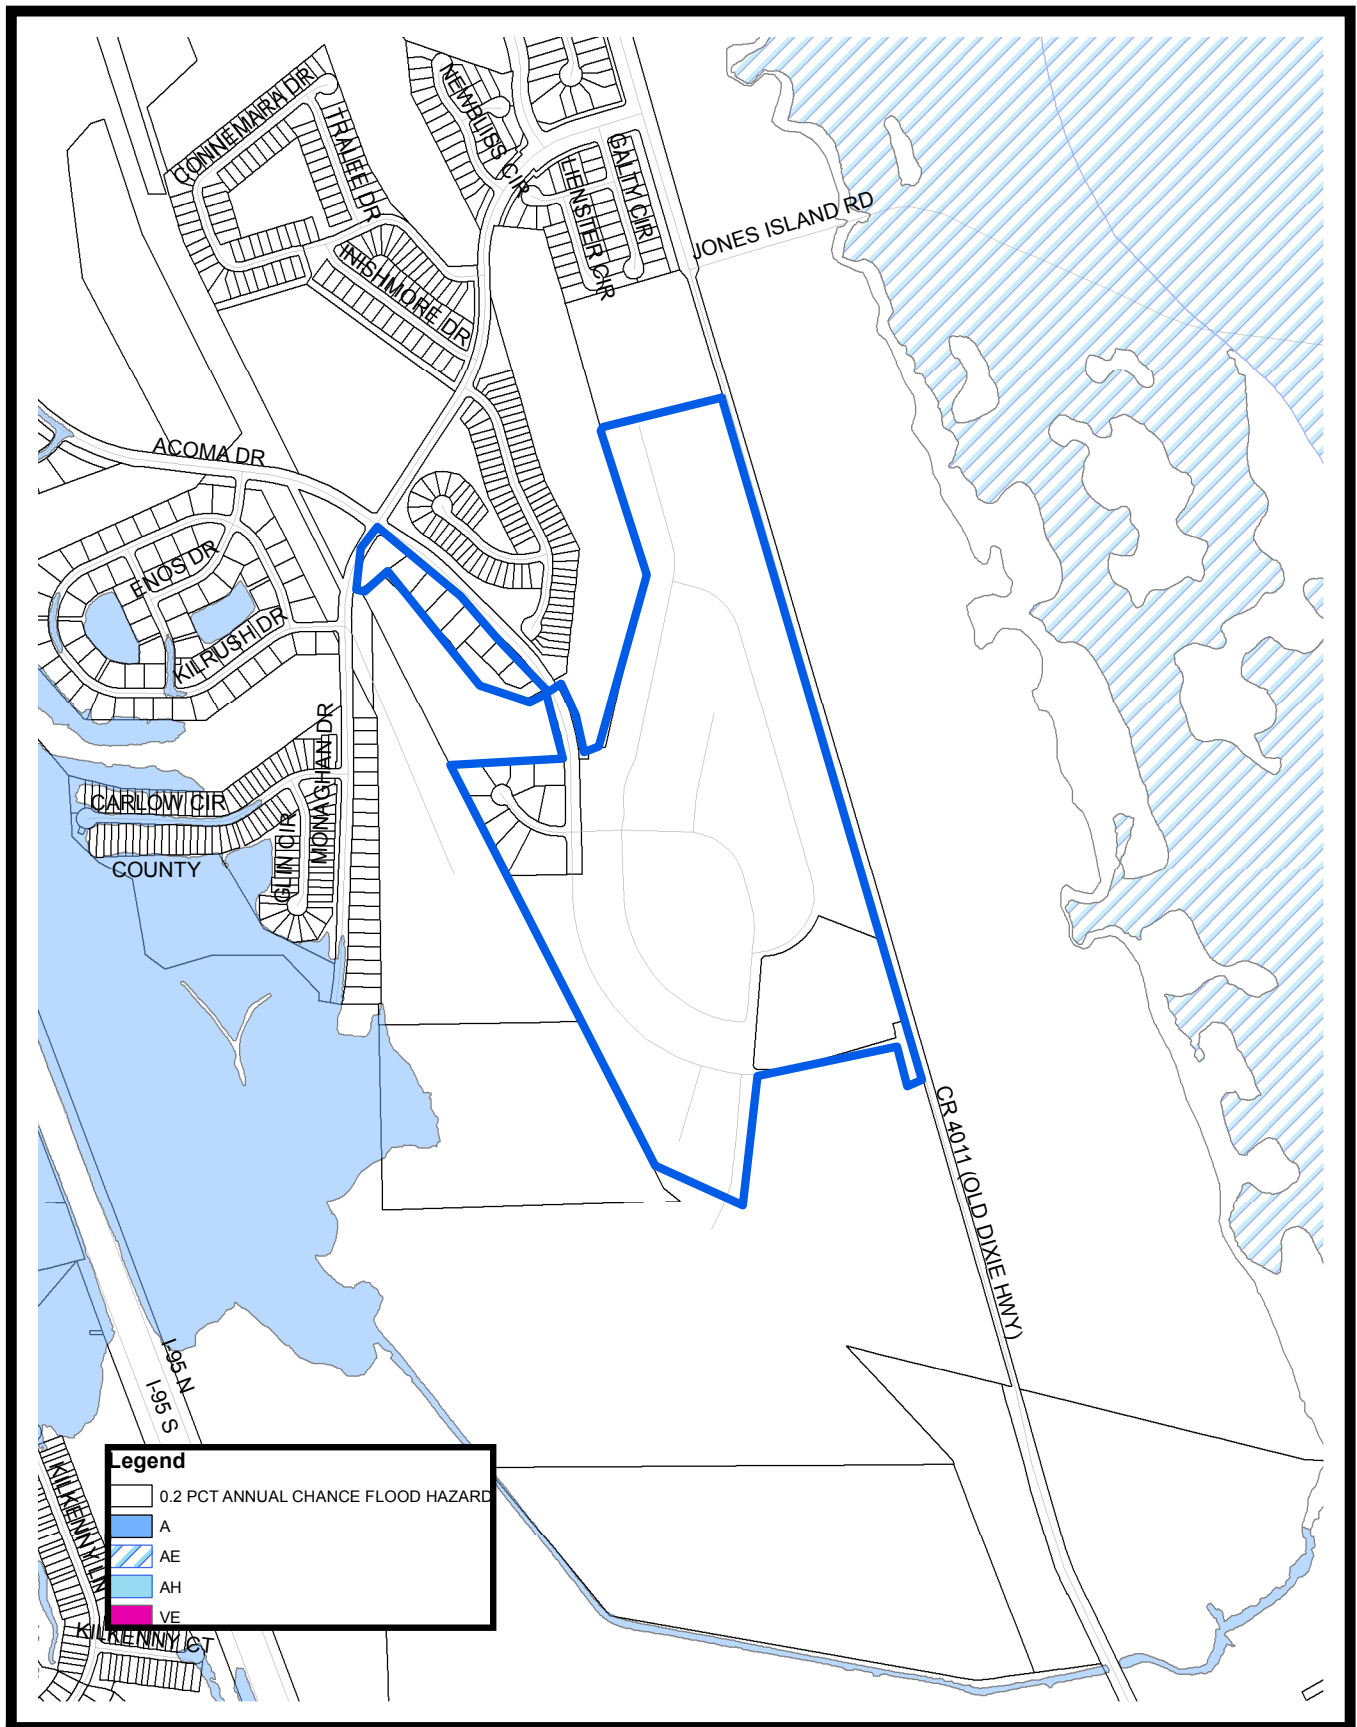 CONNEMARA DR
TRALEE DR
NEWBLISS CIR
LIENSTER CIR
GALTY CIR
JONES ISLAND RD
INISHMORE DR
ACOMA DR
ENOS DR
KILRUSH DR
MONAGHAN DR
CARLOW CIR
GLIN CIR
COUNTY
CR 4011 (OLD DIXIE HWY)
I-95 N
I-95 S
KILKENNY LN
KILKENNY CT
Legend
0.2 PCT ANNUAL CHANCE FLOOD HAZARD
A
AE
AH
VE